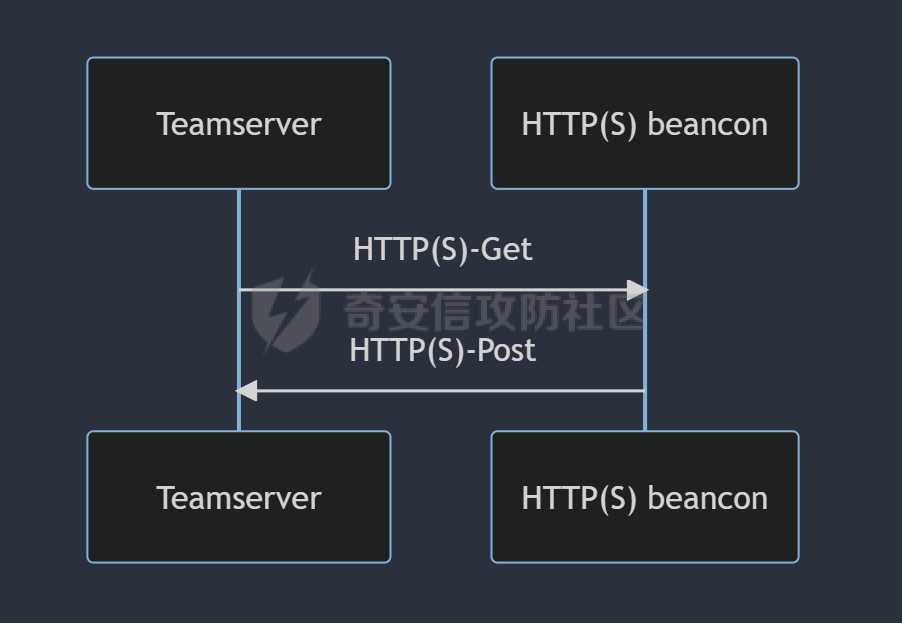 Teamserver
HTTP(S) beancon
HTTP(S)-Get
奇安信攻防社区
HTTP(S)-Post
Teamserver
HTTP(S) beancon